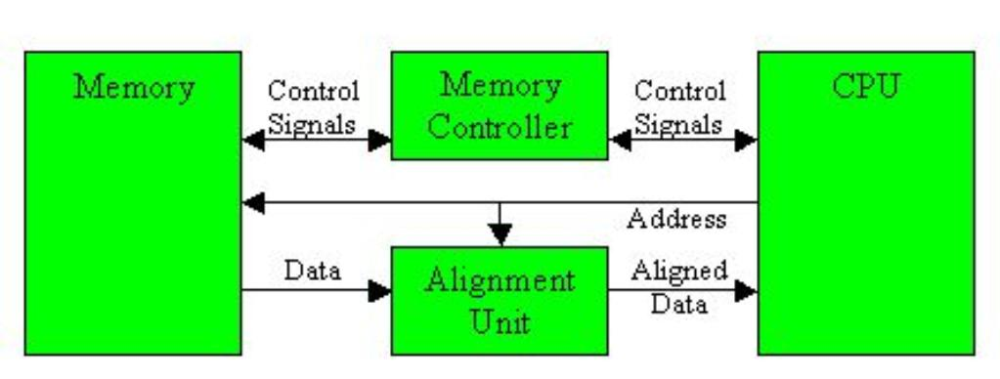 Memory
Control
Signals
Memory
Controller
Control
Signals
CPU
Address
Data
Alignment
Unit
Aligned
Data